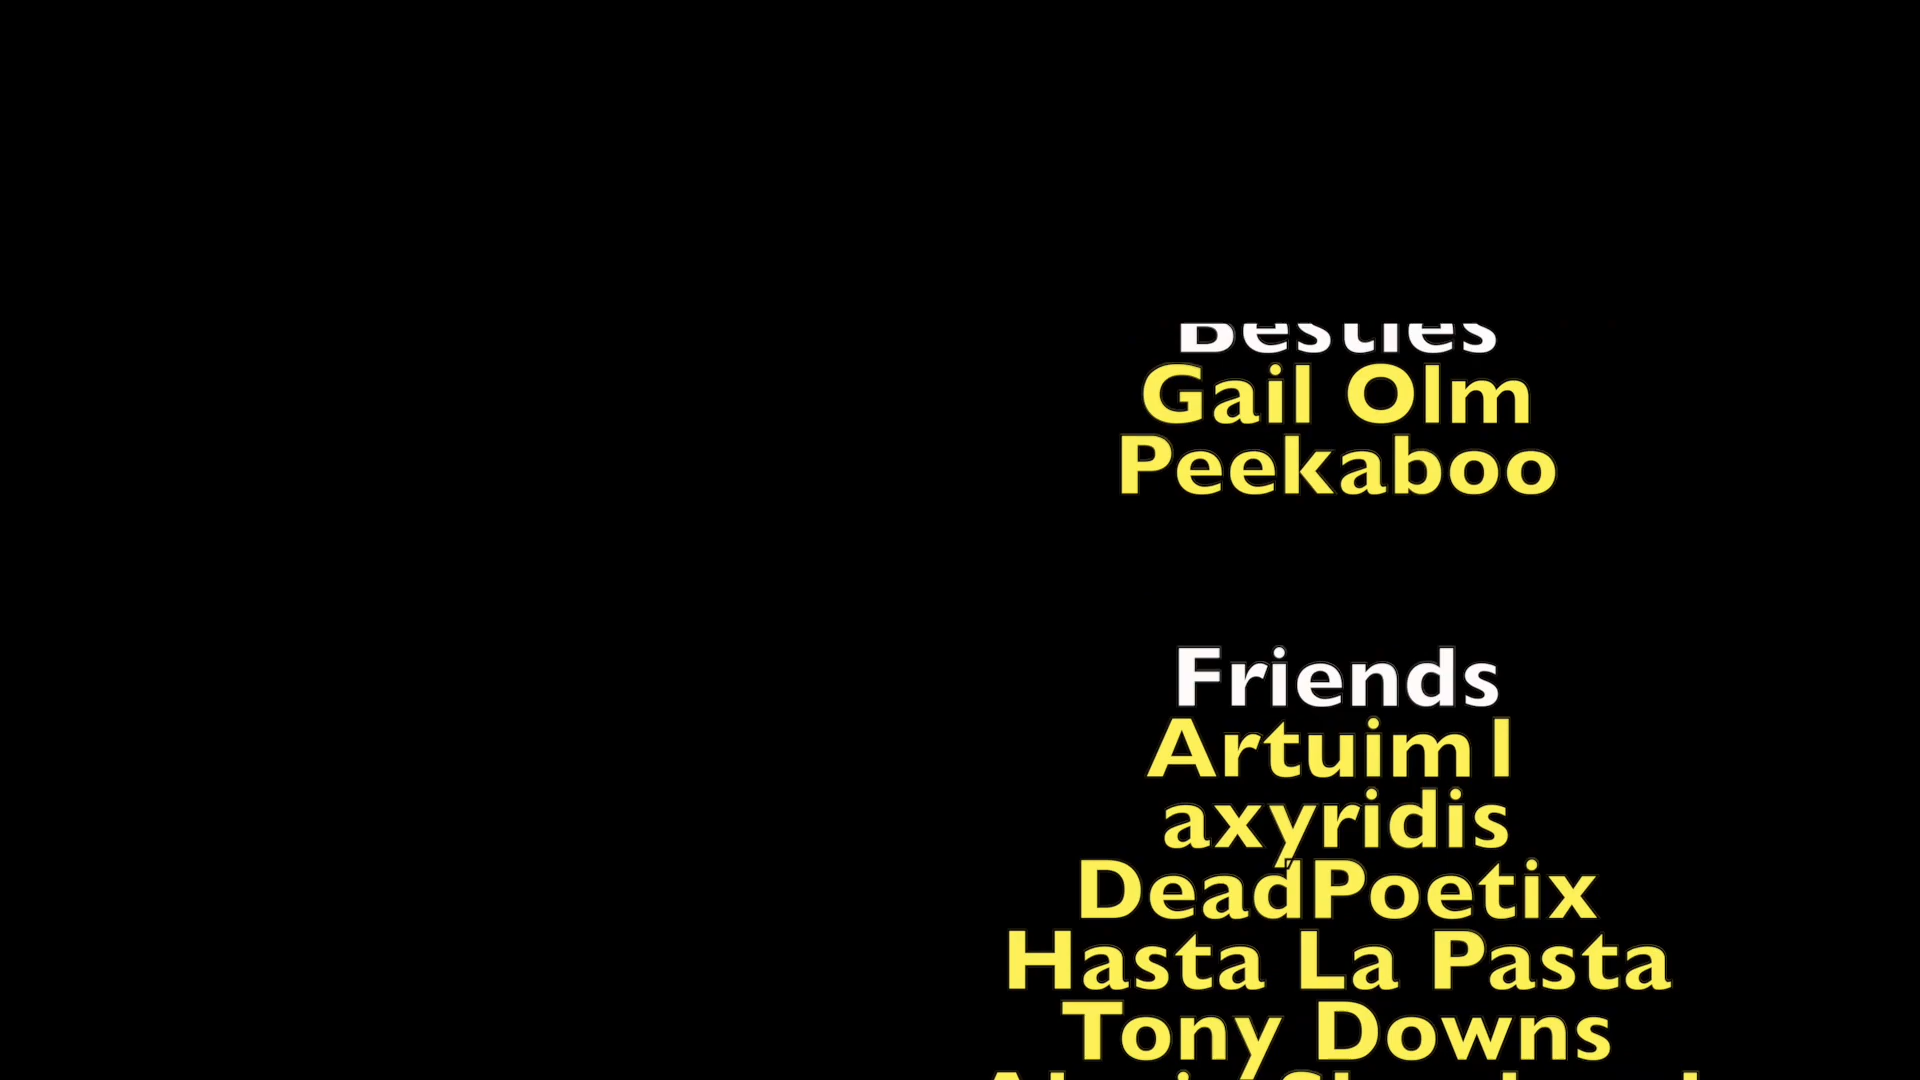 Besties
Gail Olm
Peekaboo
Friends
Artuim1
axyridis
DeadPoetix
Hasta La Pasta
Tony Downs